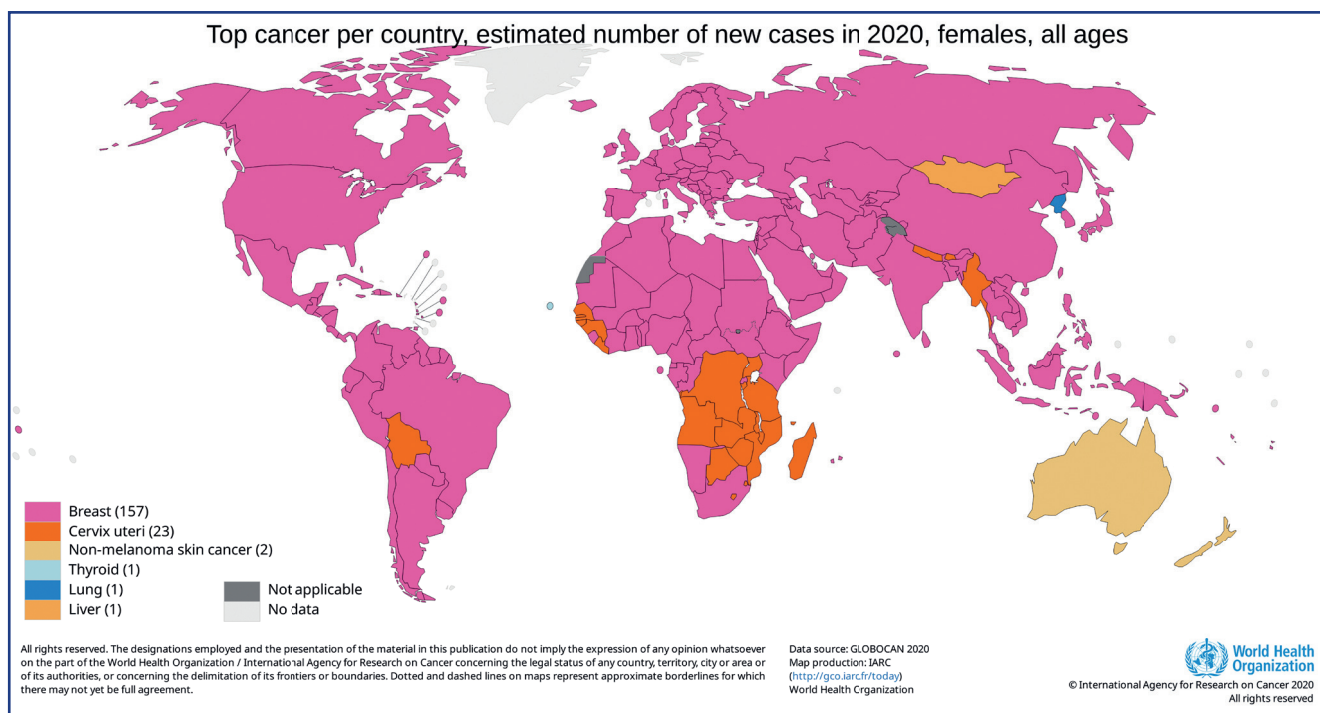 Top cancer per country, estimated number of new cases in 2020, females, all ages
Breast (157)
Cervix uteri (23)
Non-melanoma skin cancer (2)
Thyroid (1)
Lung (1)
Liver (1)
Not applicable
No data
All rights reserved. The designations employed and the presentation of the material in this publication do not imply the expression of any opinion whatsoever
on the part of the World Health Organization / International Agency for Research on Cancer concerning the legal status of any country, territory, city or area or
of its authorities, or concerning the delimitation of its frontiers or boundaries. Dotted and dashed lines on maps represent approximate borderlines for which
there may not yet be full agreement.
Data source: GLOBOCAN 2020
Map production: IARC
(http://gco.iarc.fr/today)
World Health Organization
World Health
Organization
© International Agency for Research on Cancer 2020
All rights reserved